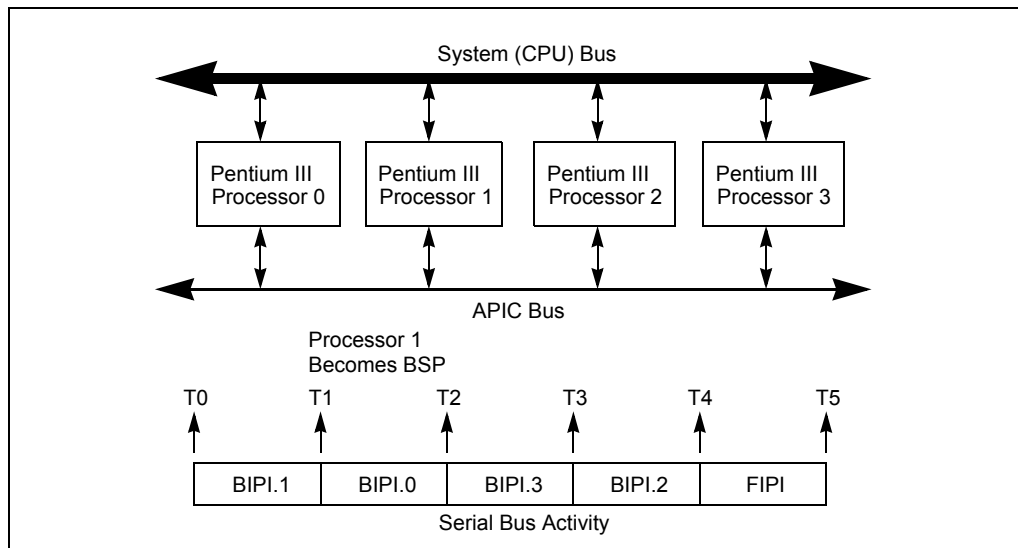 System (CPU) Bus
Pentium III
Processor 0
Pentium III
Processor 1
Pentium III
Processor 2
Pentium III
Processor 3
APIC Bus
Processor 1
Becomes BSP
T0 T1 T2 T3 T4 T5
BIPI.1 BIPI.0 BIPI.3 BIPI.2 FIPI
Serial Bus Activity